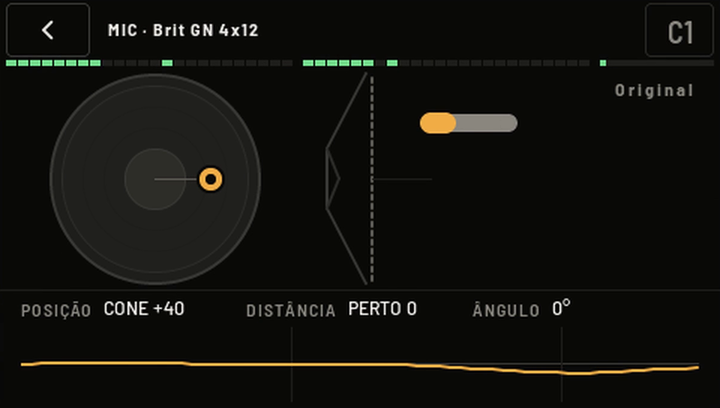 MIC · Brit GN 4x12
C1
Original
POSIÇÃO CONE +40 DISTÂNCIA PERTO 0 ÂNGULO 0°